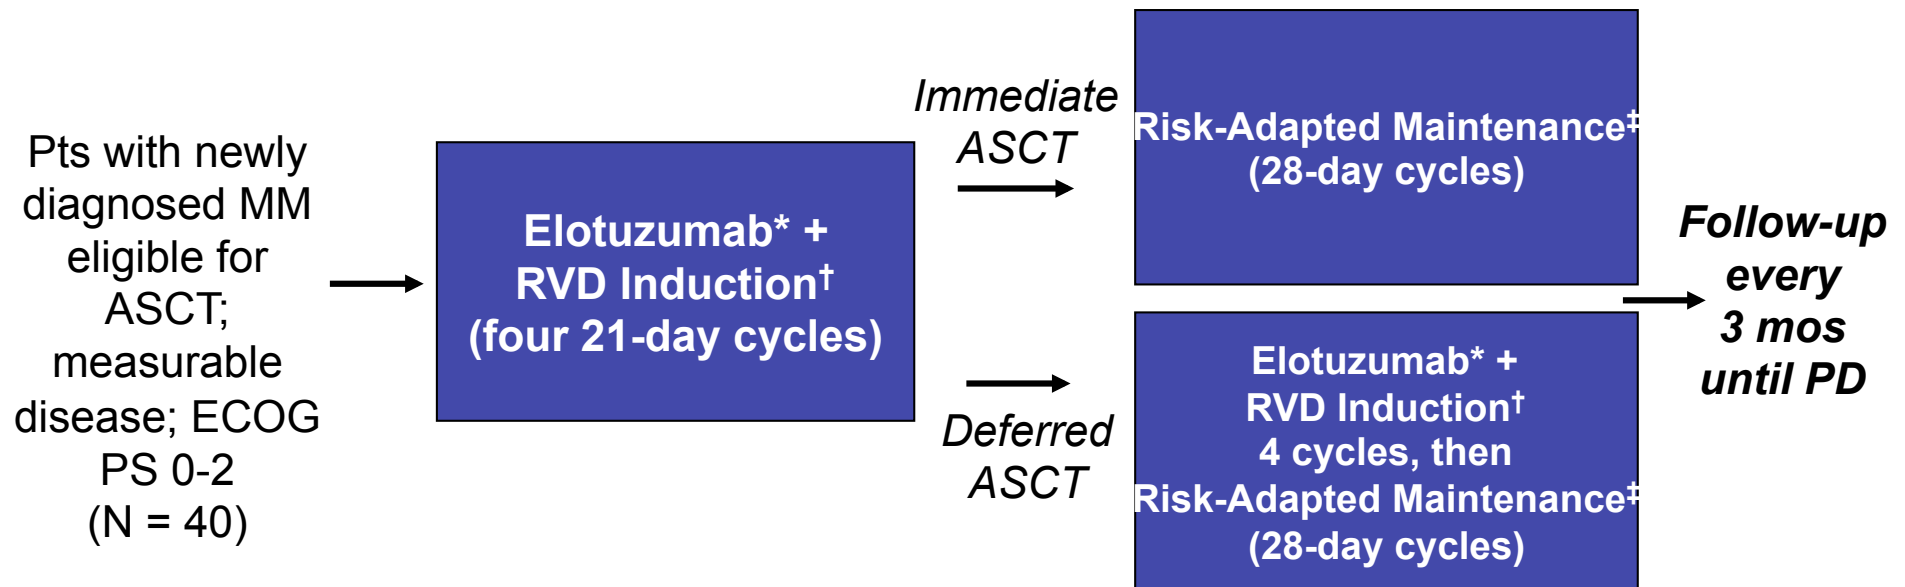 Pts with newly
diagnosed MM
eligible for
ASCT;
measurable
disease; ECOG
PS 0-2
(N = 40)
Elotuzumab* +
RVD Induction†
(four 21-day cycles)
Immediate
ASCT
Deferred
ASCT
Risk-Adapted Maintenance‡
(28-day cycles)
Elotuzumab* +
RVD Induction†
4 cycles, then
Risk-Adapted Maintenance‡
(28-day cycles)
Follow-up
every
3 mos
until PD